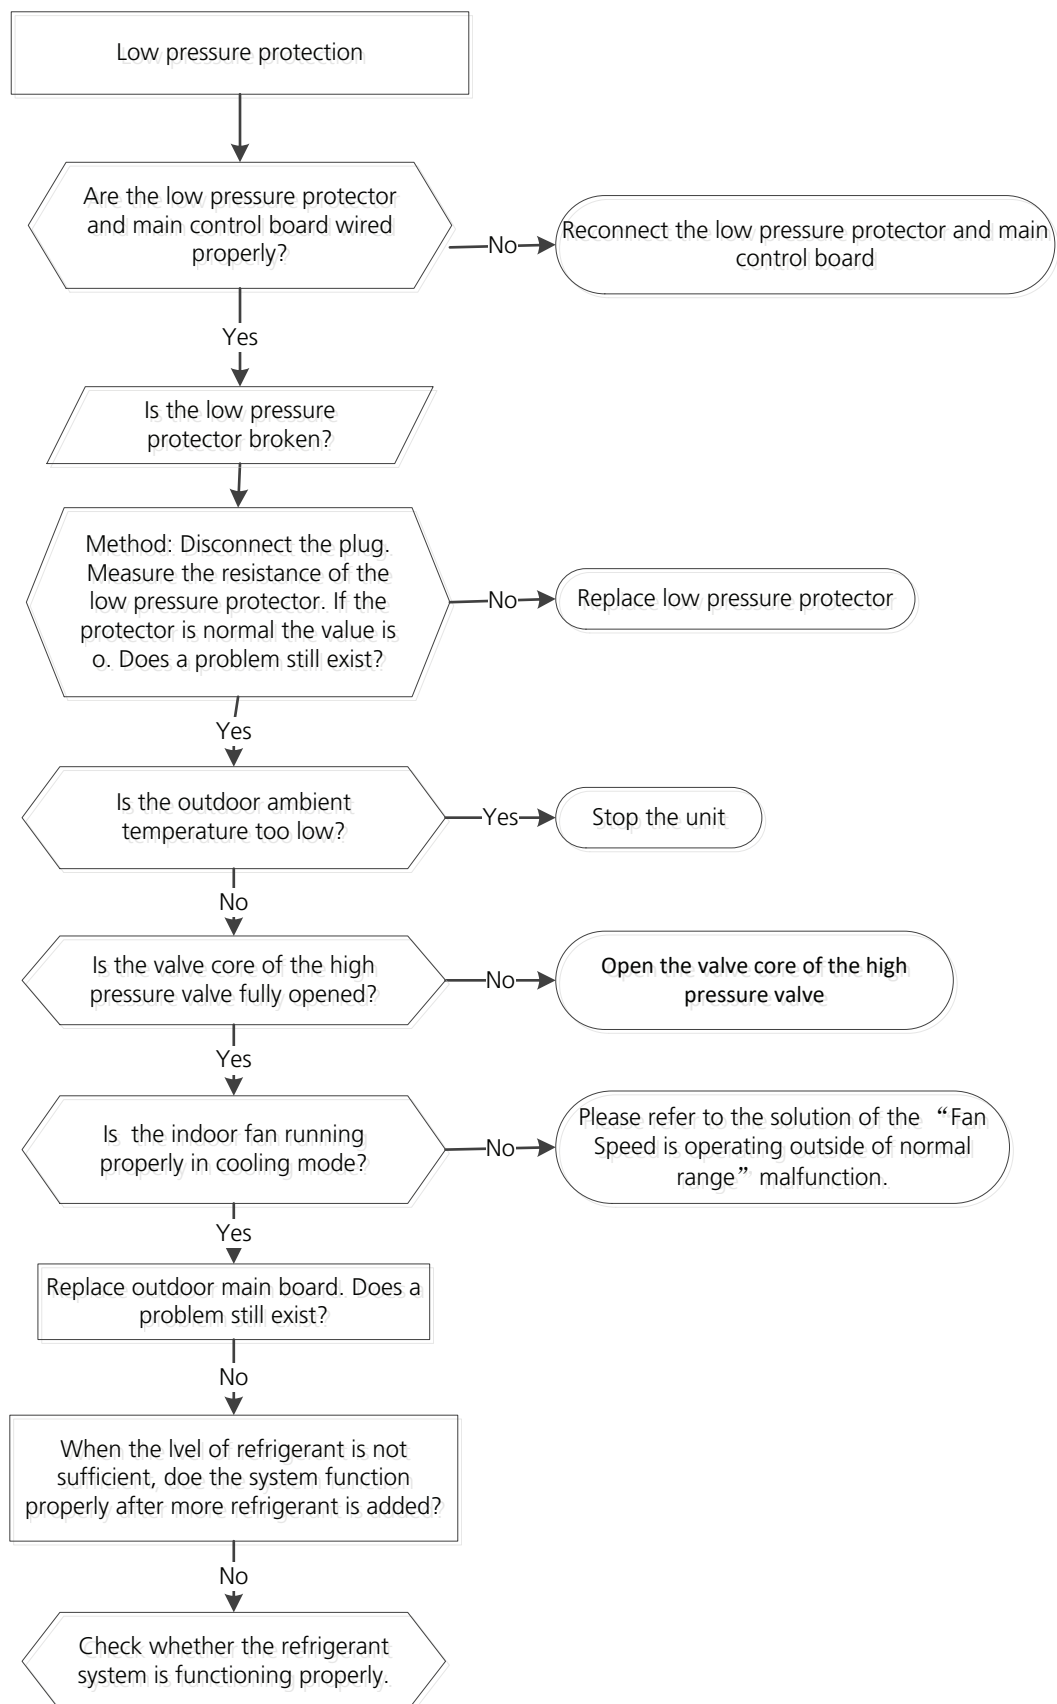 Low pressure protection
Are the low pressure protector
and main control board wired
properly?
No
Reconnect the low pressure protector and main
control board
Yes
Is the low pressure
protector broken?
Method: Disconnect the plug.
Measure the resistance of the
low pressure protector. If the
protector is normal the value is
o. Does a problem still exist?
No
Replace low pressure protector
Yes
Is the outdoor ambient
temperature too low?
Yes
Stop the unit
No
Is the valve core of the high
pressure valve fully opened?
No
Open the valve core of the high
pressure valve
Yes
Is  the indoor fan running
properly in cooling mode?
No
Please refer to the solution of the “Fan
Speed is operating outside of normal
range” malfunction.
Yes
Replace outdoor main board. Does a
problem still exist?
No
When the lvel of refrigerant is not
sufficient, doe the system function
properly after more refrigerant is added?
No
Check whether the refrigerant
system is functioning properly.